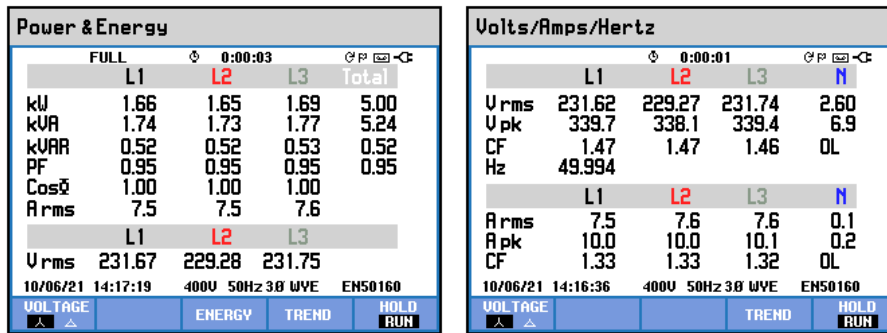 Power & Energy
FULL 0:00:03
L1 L2 L3 Total
kW 1.66 1.65 1.69 5.00
kVA 1.74 1.73 1.77 5.24
kVAR 0.52 0.52 0.53 0.52
PF 0.95 0.95 0.95 0.95
CosΦ 1.00 1.00 1.00
A rms 7.5 7.5 7.6
L1 L2 L3
V rms 231.67 229.28 231.75
10/06/21 14:17:19 400V 50Hz 3Ø WYE EN50160
VOLTAGE ENERGY TREND HOLD
RUN
Volts/Amps/Hertz
0:00:01
L1 L2 L3 N
V rms 231.62 229.27 231.74 2.60
V pk 339.7 338.1 339.4 6.9
CF 1.47 1.47 1.46 OL
Hz 49.994
L1 L2 L3 N
A rms 7.5 7.6 7.6 0.1
A pk 10.0 10.0 10.1 0.2
CF 1.33 1.33 1.32 OL
10/06/21 14:16:36 400V 50Hz 3Ø WYE EN50160
VOLTAGE TREND HOLD
RUN